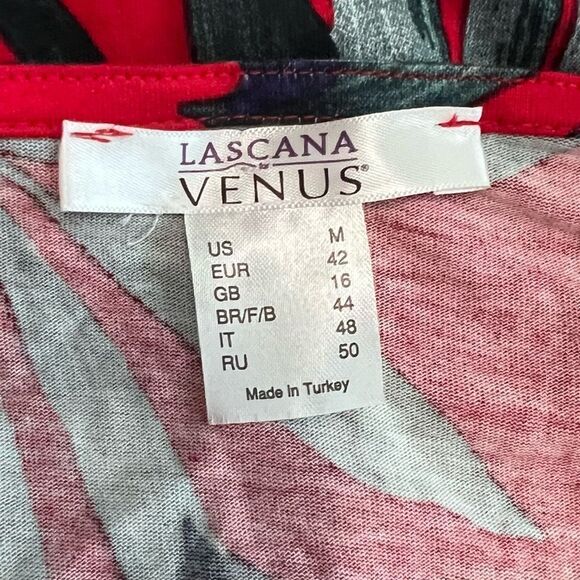 LASCANA
VENUS®
US M
EUR 42
GB 16
BR/F/B 44
IT 48
RU 50
Made in Turkey